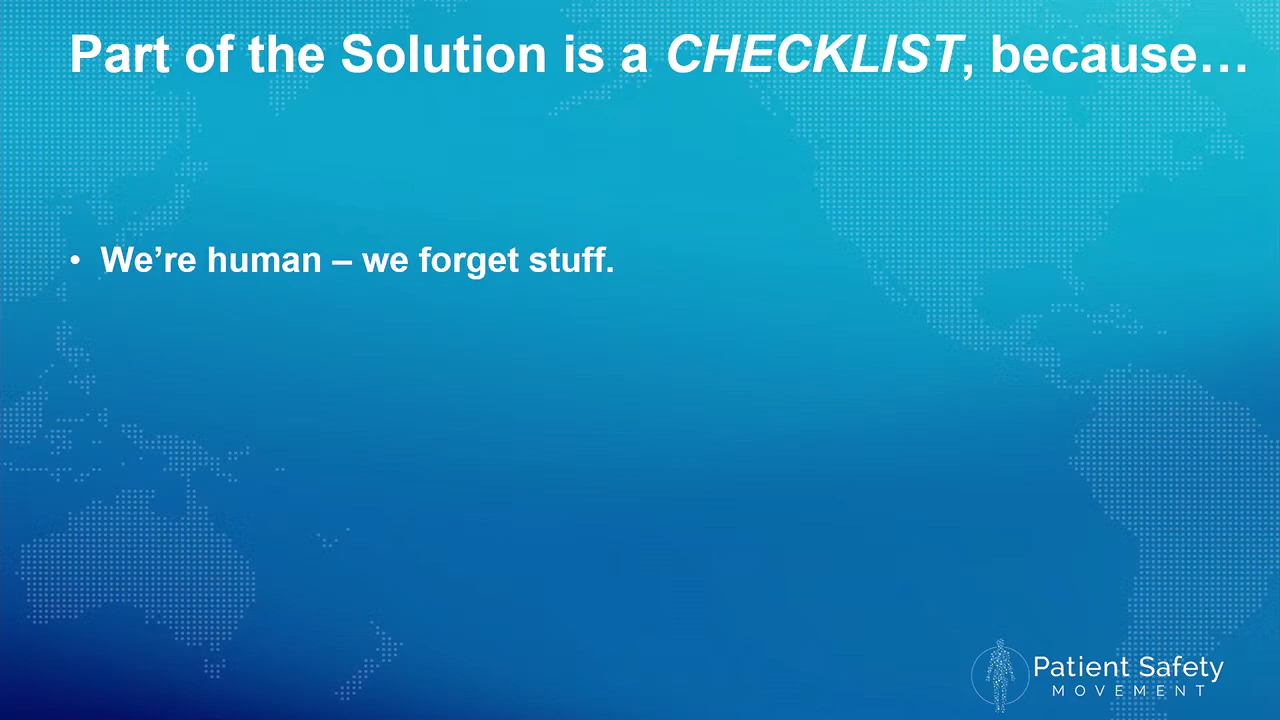 Part of the Solution is a CHECKLIST, because…
• We’re human – we forget stuff.
Patient Safety
MOVEMENT